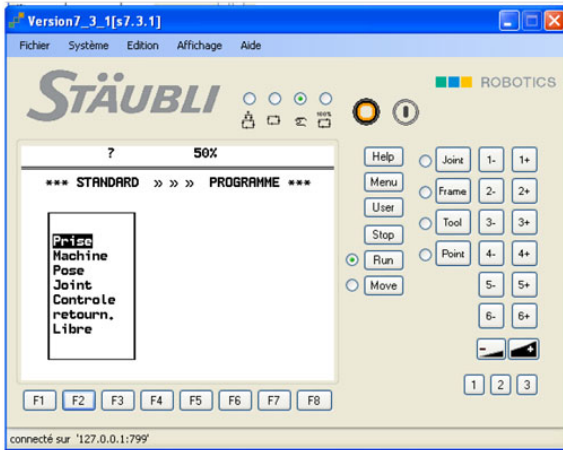 Version7_3_1[s7.3.1]
Fichier Système Edition Affichage Aide
STÄUBLI
ROBOTICS
100%
? 50%
*** STANDARD » » » PROGRAMME ***
Prise
Machine
Pose
Joint
Controle
retourn.
Libre
Help
Menu
User
Stop
Run
Move
Joint 1- 1+
Frame 2- 2+
Tool 3- 3+
Point 4- 4+
5- 5+
6- 6+
- +
1 2 3
F1 F2 F3 F4 F5 F6 F7 F8
connecté sur '127.0.0.1:799'